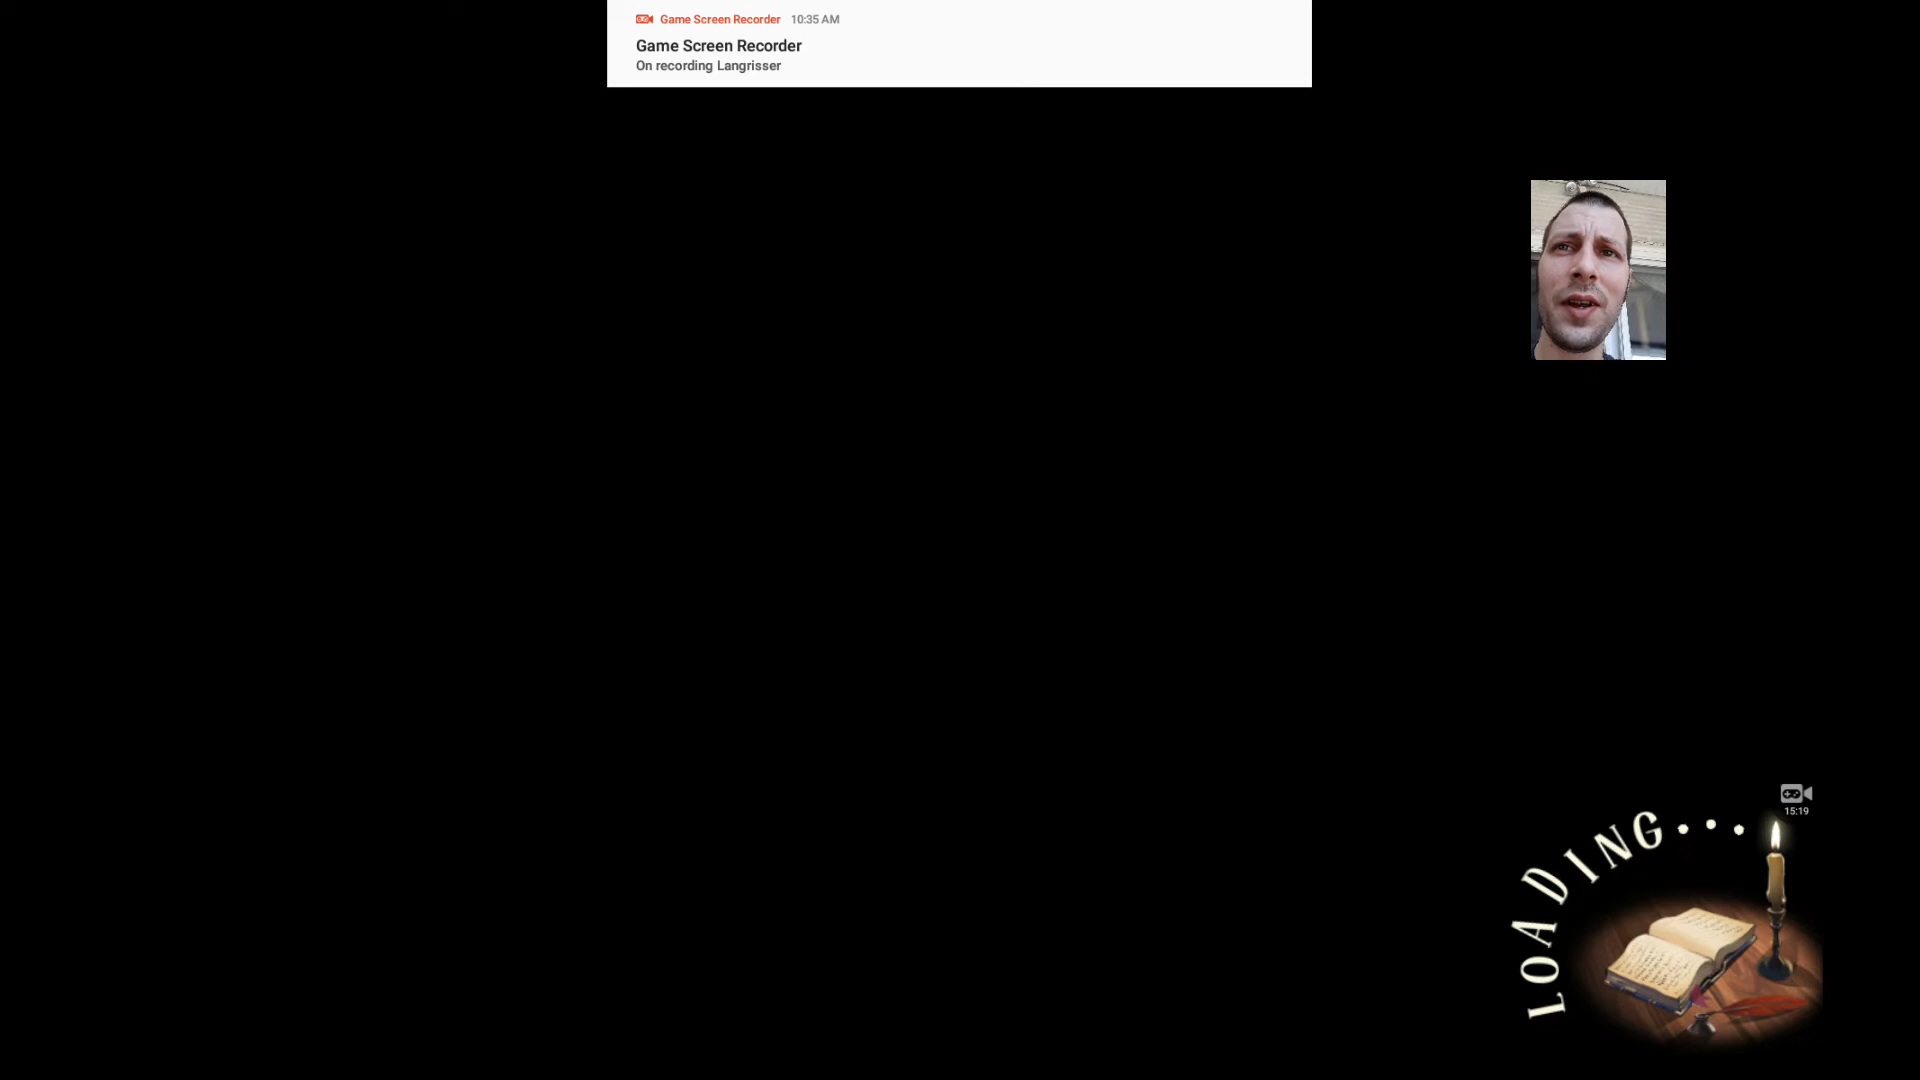 Game Screen Recorder 10:35 AM
Game Screen Recorder
On recording Langrisser
15:19
LOADING...